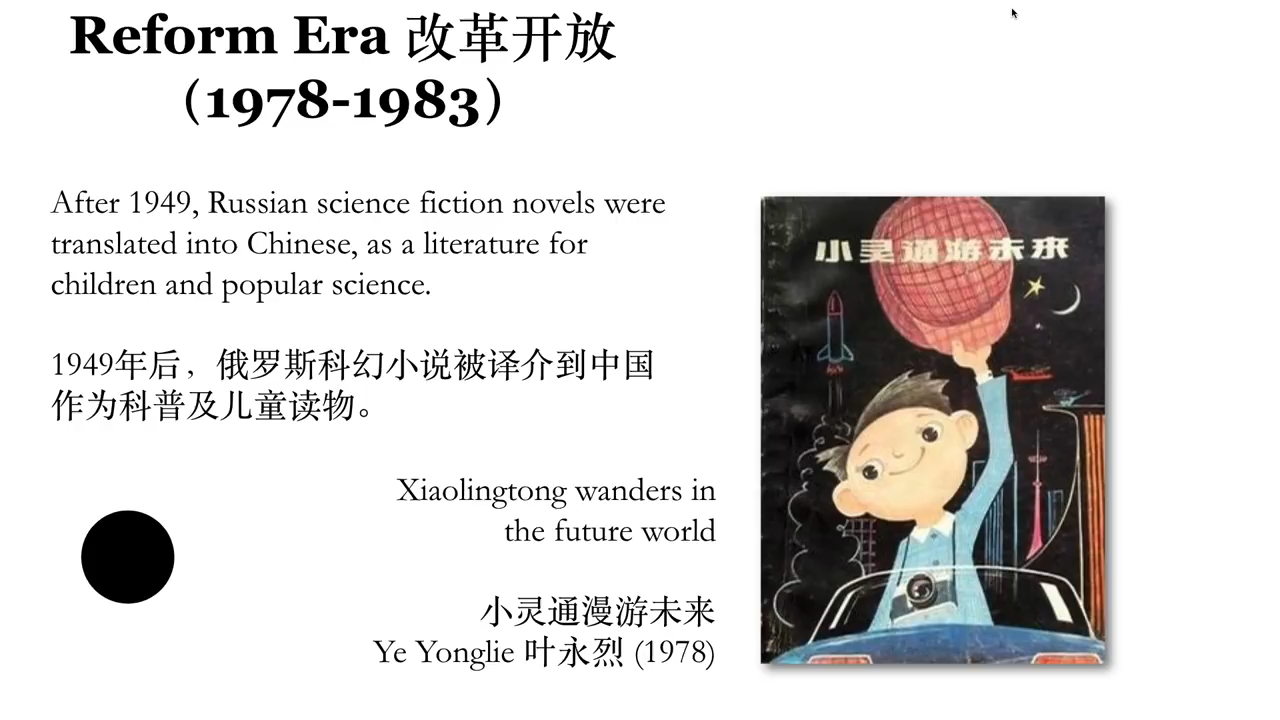 Reform Era 改革开放
（1978-1983）
After 1949, Russian science fiction novels were
translated into Chinese, as a literature for
children and popular science.
1949年后，俄罗斯科幻小说被译介到中国
作为科普及儿童读物。
Xiaolingtong wanders in
the future world
小灵通漫游未来
Ye Yonglie 叶永烈 (1978)
小灵通游未来